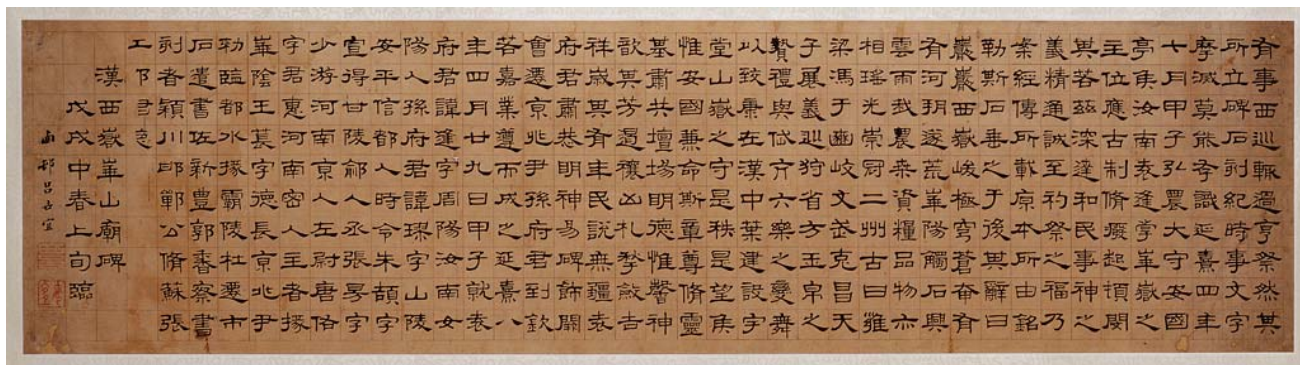 有事西巡輒過亨祭然其
所立碑石刻紀時事文字
摩滅莫能存識延熹四年
七月甲子弘農大守安國
亭侯汝南袁逢掌華嶽之
主位應古制脩癈起頓閔
其若茲深達和民事神之
義精通誠至礿祭之福乃
案經傳所載原本所由銘
勒斯石垂之于後其辭曰
巖巖西嶽峻極穹蒼奄有
有河朔遂荒華陽觸石興
雲雨我農桑資糧品物亦
相瑤光崇冠二州古曰雍
梁馮于豳岐文武克昌天
子展義巡狩省方玉帛之
贄禮與岱亢六樂之變舞
以致康在漢中葉建設宇
堂山嶽之守是秩是望侯
惟安國兼命斯章尊脩靈
基肅共壇場明德惟馨神
歆其芳遏禳凶札揫斂吉
祥歲其有年民說無疆袁
府君肅恭明神易碑飾闕
會遷京兆尹孫府君到欽
若嘉業遵而成之延熹八
年四月廿九日甲子就袁
府君諱逢字周陽汝南女
陽人孫府君諱璆字山陵
安平信都人時令朱頡字
宣得甘陵鄃人丞張昉字
少游河南京人左尉唐佑
字君惠河南密人主者掾
華陰王萇字德長京兆尹
勑監都水掾霸陵杜遷市
石遣書佐新豐郭香察書
刻者潁川邯鄲公脩蘇張
工
漢西嶽華山廟碑
戊戌中春上旬臨